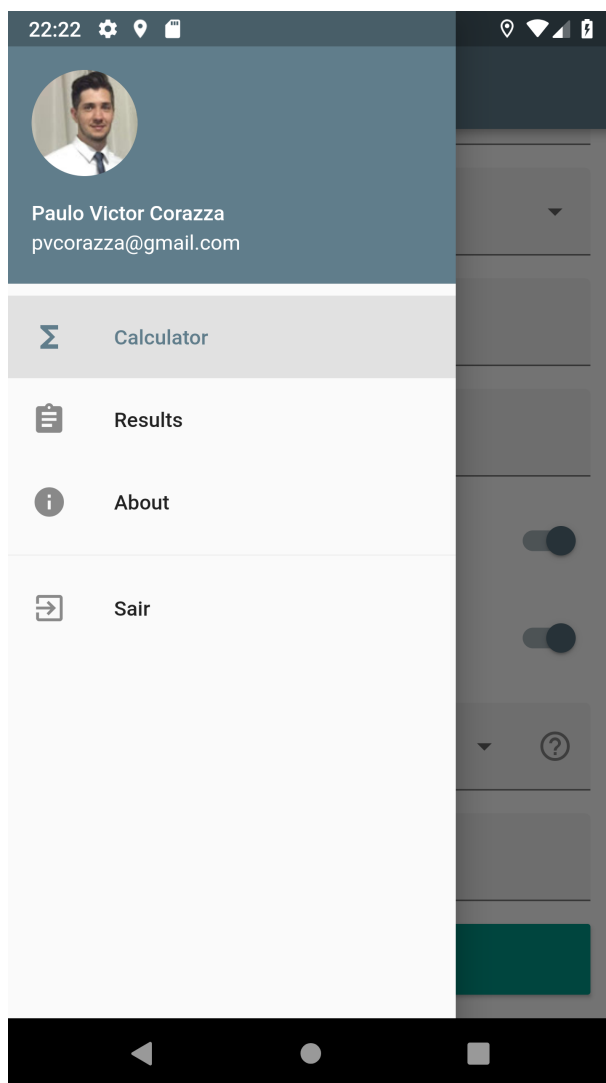 22:22
Paulo Victor Corazza
pvcorazza@gmail.com
Calculator
Results
About
Sair